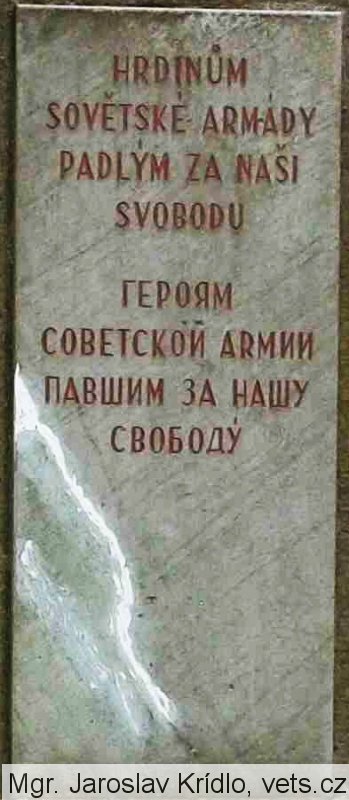 HRDINŮM
SOVĚTSKÉ ARMÁDY
PADLÝM ZA NAŠI
SVOBODU
ГЕРОЯМ
СОВЕТСКОЙ АРМИИ
ПАВШИМ ЗА НАШУ
СВОБОДУ
Mgr. Jaroslav Krídlo, vets.cz